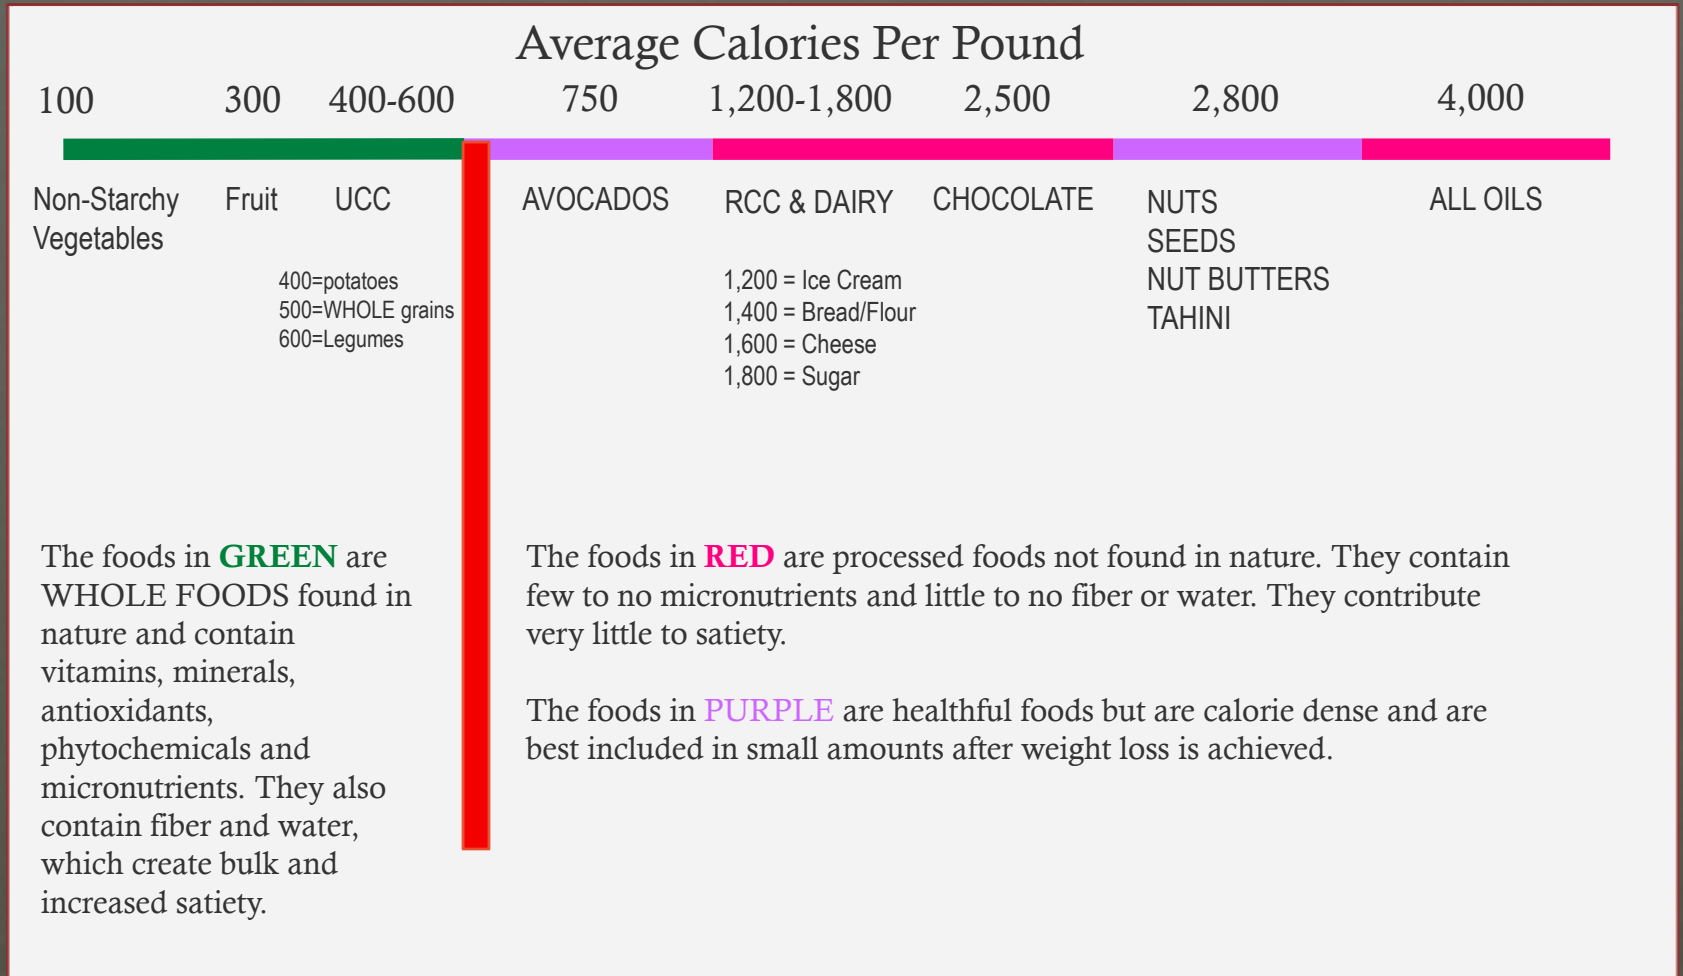 Average Calories Per Pound
100 300 400-600 750 1,200-1,800 2,500 2,800 4,000
Non-Starchy
Vegetables
Fruit
UCC
400=potatoes
500=WHOLE grains
600=Legumes
AVOCADOS
RCC & DAIRY
1,200 = Ice Cream
1,400 = Bread/Flour
1,600 = Cheese
1,800 = Sugar
CHOCOLATE
NUTS
SEEDS
NUT BUTTERS
TAHINI
ALL OILS
The foods in GREEN are
WHOLE FOODS found in
nature and contain
vitamins, minerals,
antioxidants,
phytochemicals and
micronutrients. They also
contain fiber and water,
which create bulk and
increased satiety.
The foods in RED are processed foods not found in nature. They contain
few to no micronutrients and little to no fiber or water. They contribute
very little to satiety.
The foods in PURPLE are healthful foods but are calorie dense and are
best included in small amounts after weight loss is achieved.